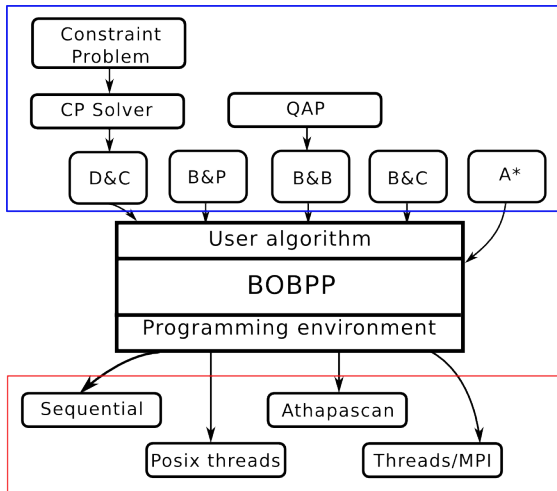 Constraint
Problem
CP Solver
QAP
D&C
B&P
B&B
B&C
A*
User algorithm
BOBPP
Programming environment
Sequential
Athapascan
Posix threads
Threads/MPI